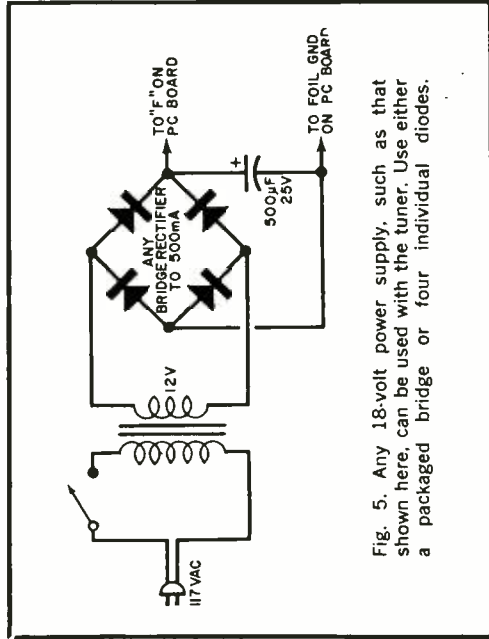 117 VAC
12V
ANY
BRIDGE RECTIFIER
TO 500mA
TO "F" ON
PC BOARD
+
500µF
25V
TO FOIL GND
ON PC BOARD
Fig. 5. Any 18-volt power supply, such as that
shown here, can be used with the tuner. Use either
a packaged bridge or four individual diodes.